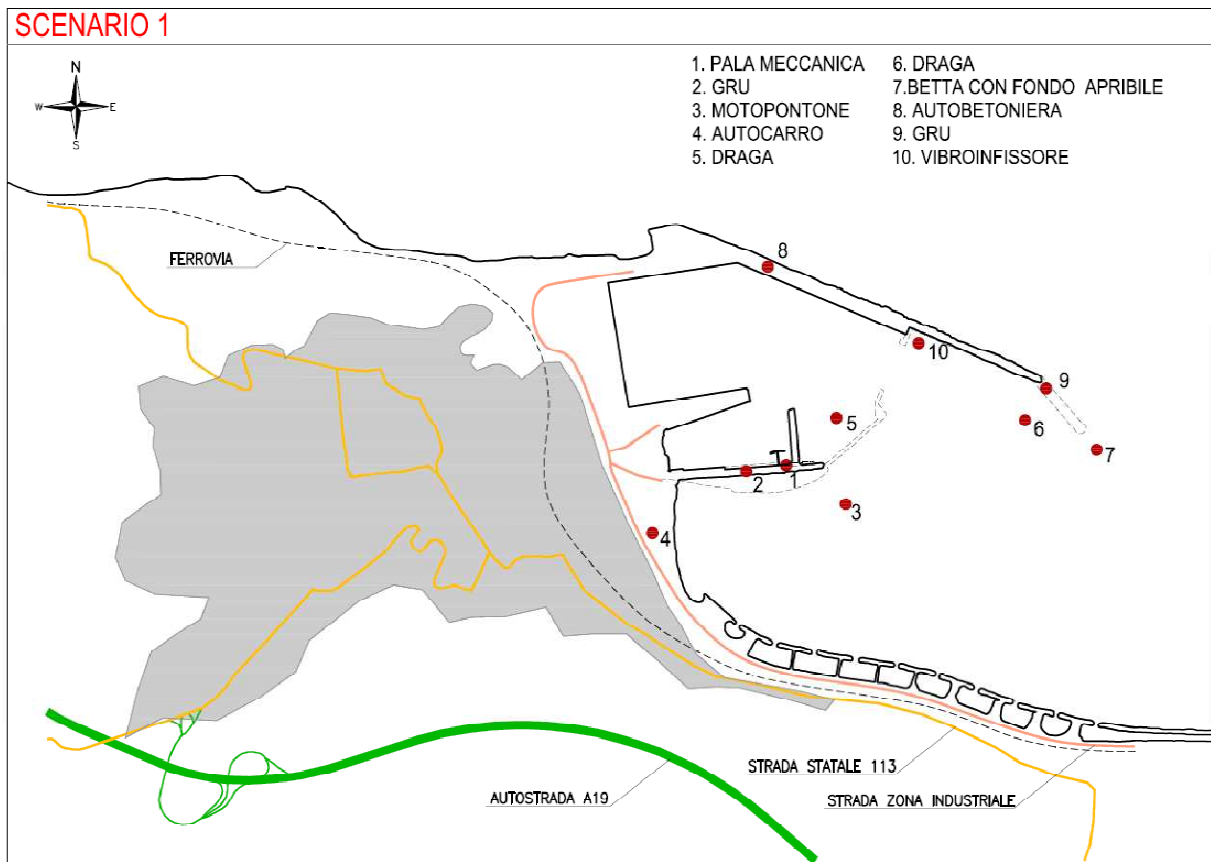 SCENARIO 1
N
W E
S
1. PALA MECCANICA
2. GRU
3. MOTOPONTONE
4. AUTOCARRO
5. DRAGA
6. DRAGA
7.BETTA CON FONDO APRIBILE
8. AUTOBETONIERA
9. GRU
10. VIBROINFISSORE
FERROVIA
8
10
9
5
6
7
2
1
3
4
STRADA STATALE 113
AUTOSTRADA A19
STRADA ZONA INDUSTRIALE